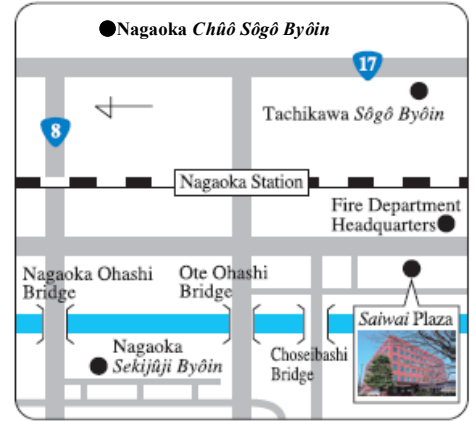 Nagaoka Chûô Sôgô Byôin
17
Tachikawa Sôgô Byôin
8
Nagaoka Station
Fire Department
Headquarters
Nagaoka Ohashi
Bridge
Ote Ohashi
Bridge
Saiwai Plaza
Nagaoka
Sekijûji Byôin
Choseibashi
Bridge